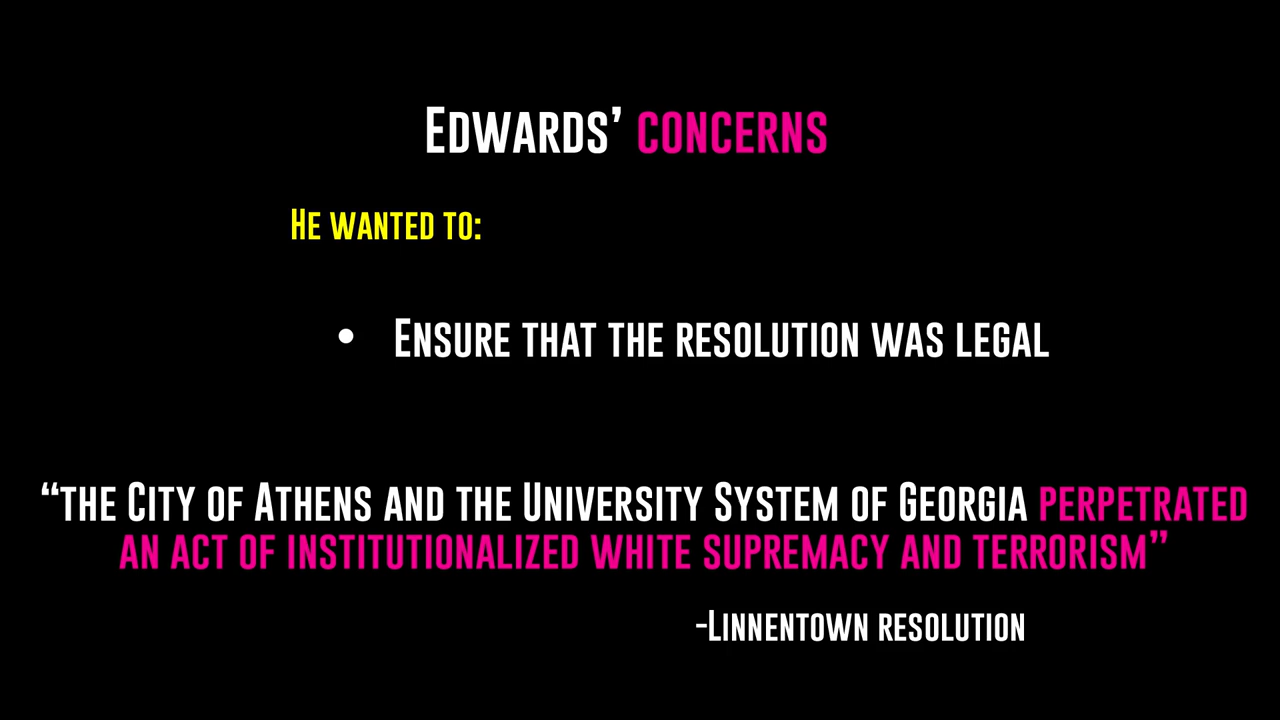 Edwards’ concerns
He wanted to:
• Ensure that the resolution was legal
“the City of Athens and the University System of Georgia perpetrated
an act of institutionalized white supremacy and terrorism”
-Linnentown resolution